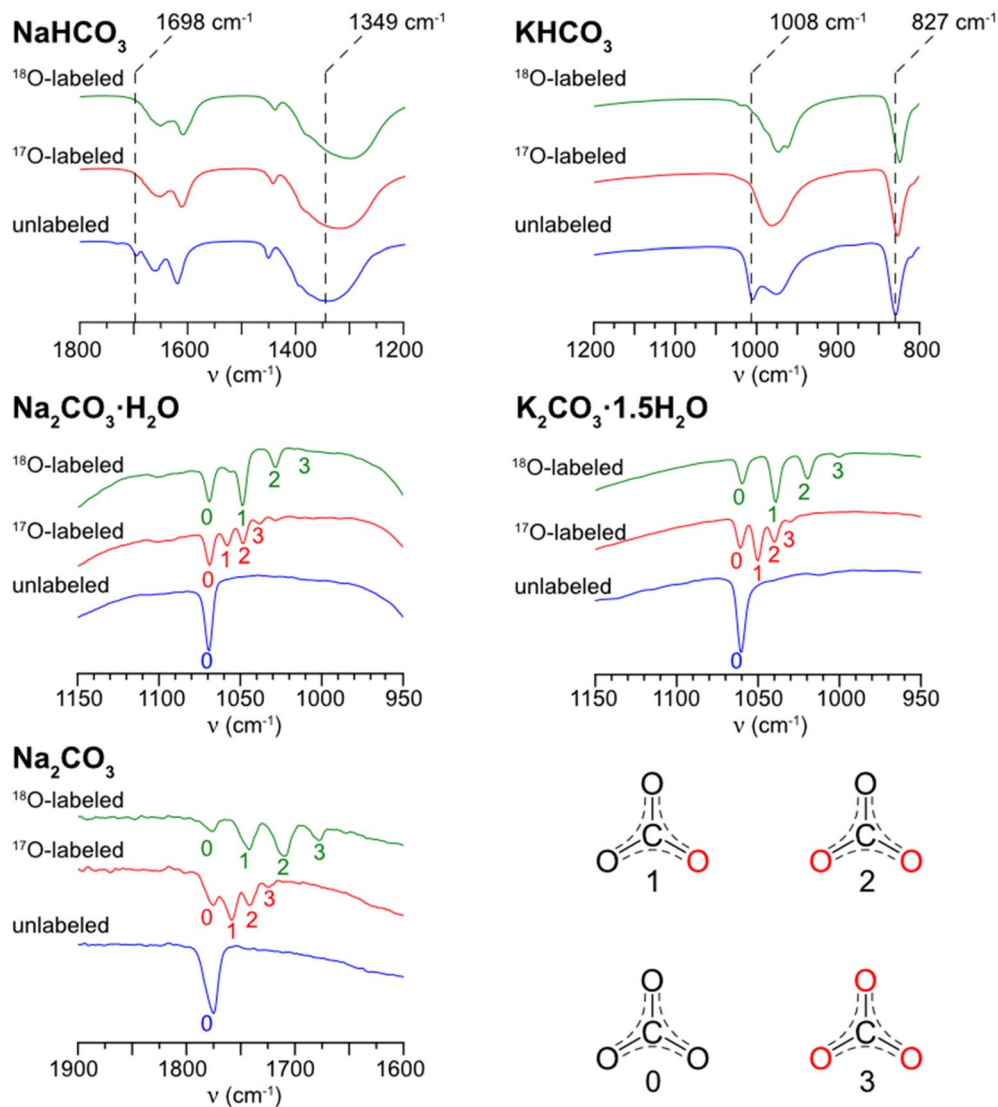 NaHCO₃
1698 cm⁻¹
1349 cm⁻¹
¹⁸O-labeled
¹⁷O-labeled
unlabeled
1800 1600 1400 1200
ν (cm⁻¹)
KHCO₃
1008 cm⁻¹
827 cm⁻¹
¹⁸O-labeled
¹⁷O-labeled
unlabeled
1200 1000 900 800
ν (cm⁻¹)
Na₂CO₃·H₂O
¹⁸O-labeled
0 1 2 3
¹⁷O-labeled
0 1 2 3
unlabeled
0
1150 1100 1050 1000 950
ν (cm⁻¹)
K₂CO₃·1.5H₂O
¹⁸O-labeled
0 1 2 3
¹⁷O-labeled
0 1 2 3
unlabeled
0
1150 1100 1050 1000 950
ν (cm⁻¹)
Na₂CO₃
¹⁸O-labeled
0 1 2 3
¹⁷O-labeled
0 1 2 3
unlabeled
0
1900 1800 1700 1600
ν (cm⁻¹)
O
C
O O
1
O
C
O O
2
O
C
O O
0
O
C
O O
3